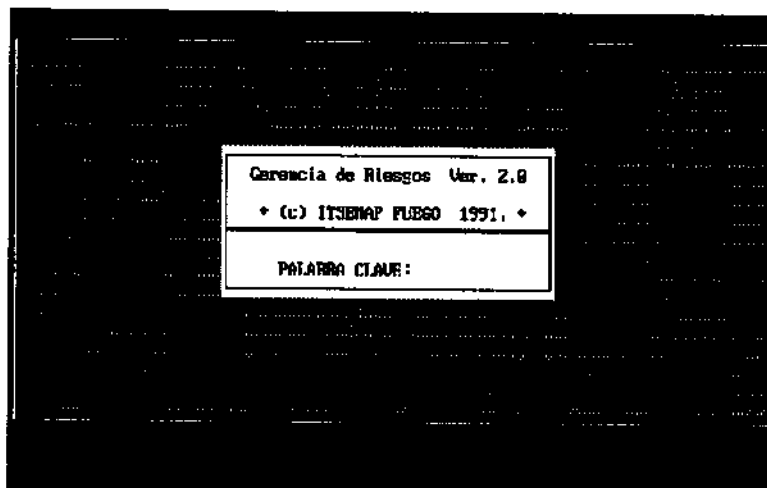 Gerencia de Riesgos Ver. 2.0
* (c) ITSEMAP FUEGO 1991. *
PALABRA CLAVE: